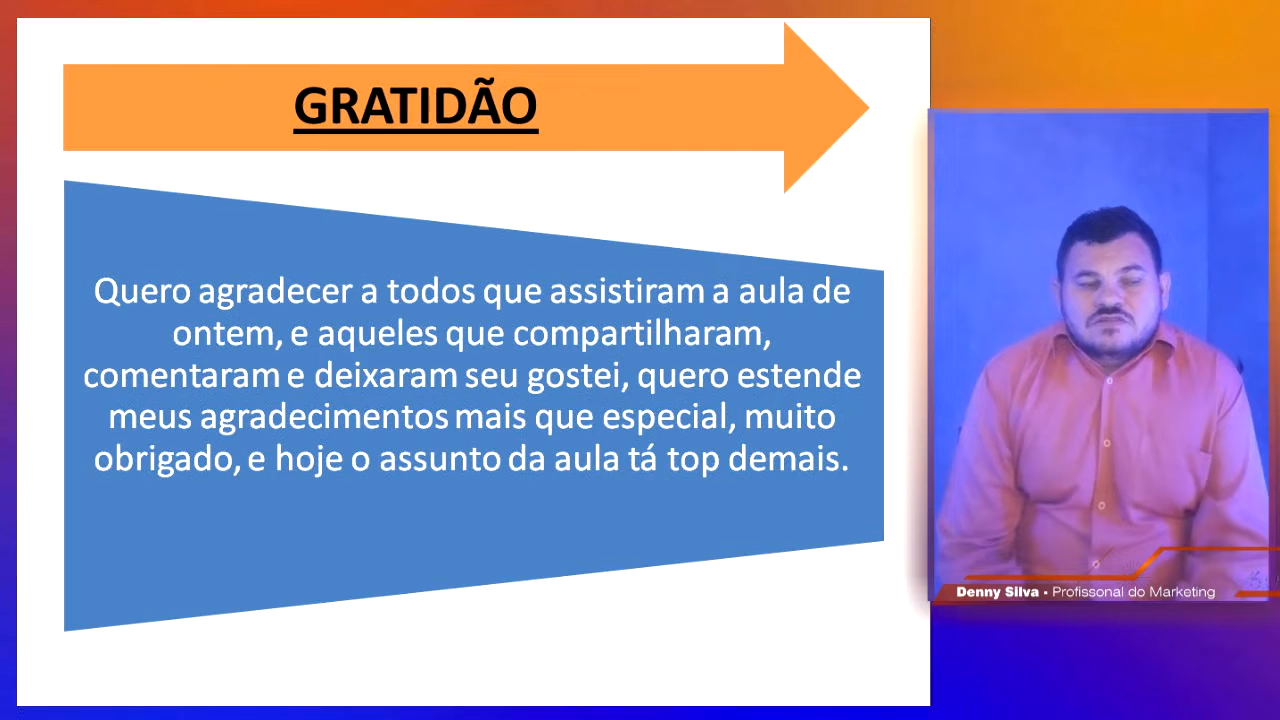 GRATIDÃO
Quero agradecer a todos que assistiram a aula de
ontem, e aqueles que compartilharam,
comentaram e deixaram seu gostei, quero estende
meus agradecimentos mais que especial, muito
obrigado, e hoje o assunto da aula tá top demais.
Denny Silva • Profissonal do Marketing